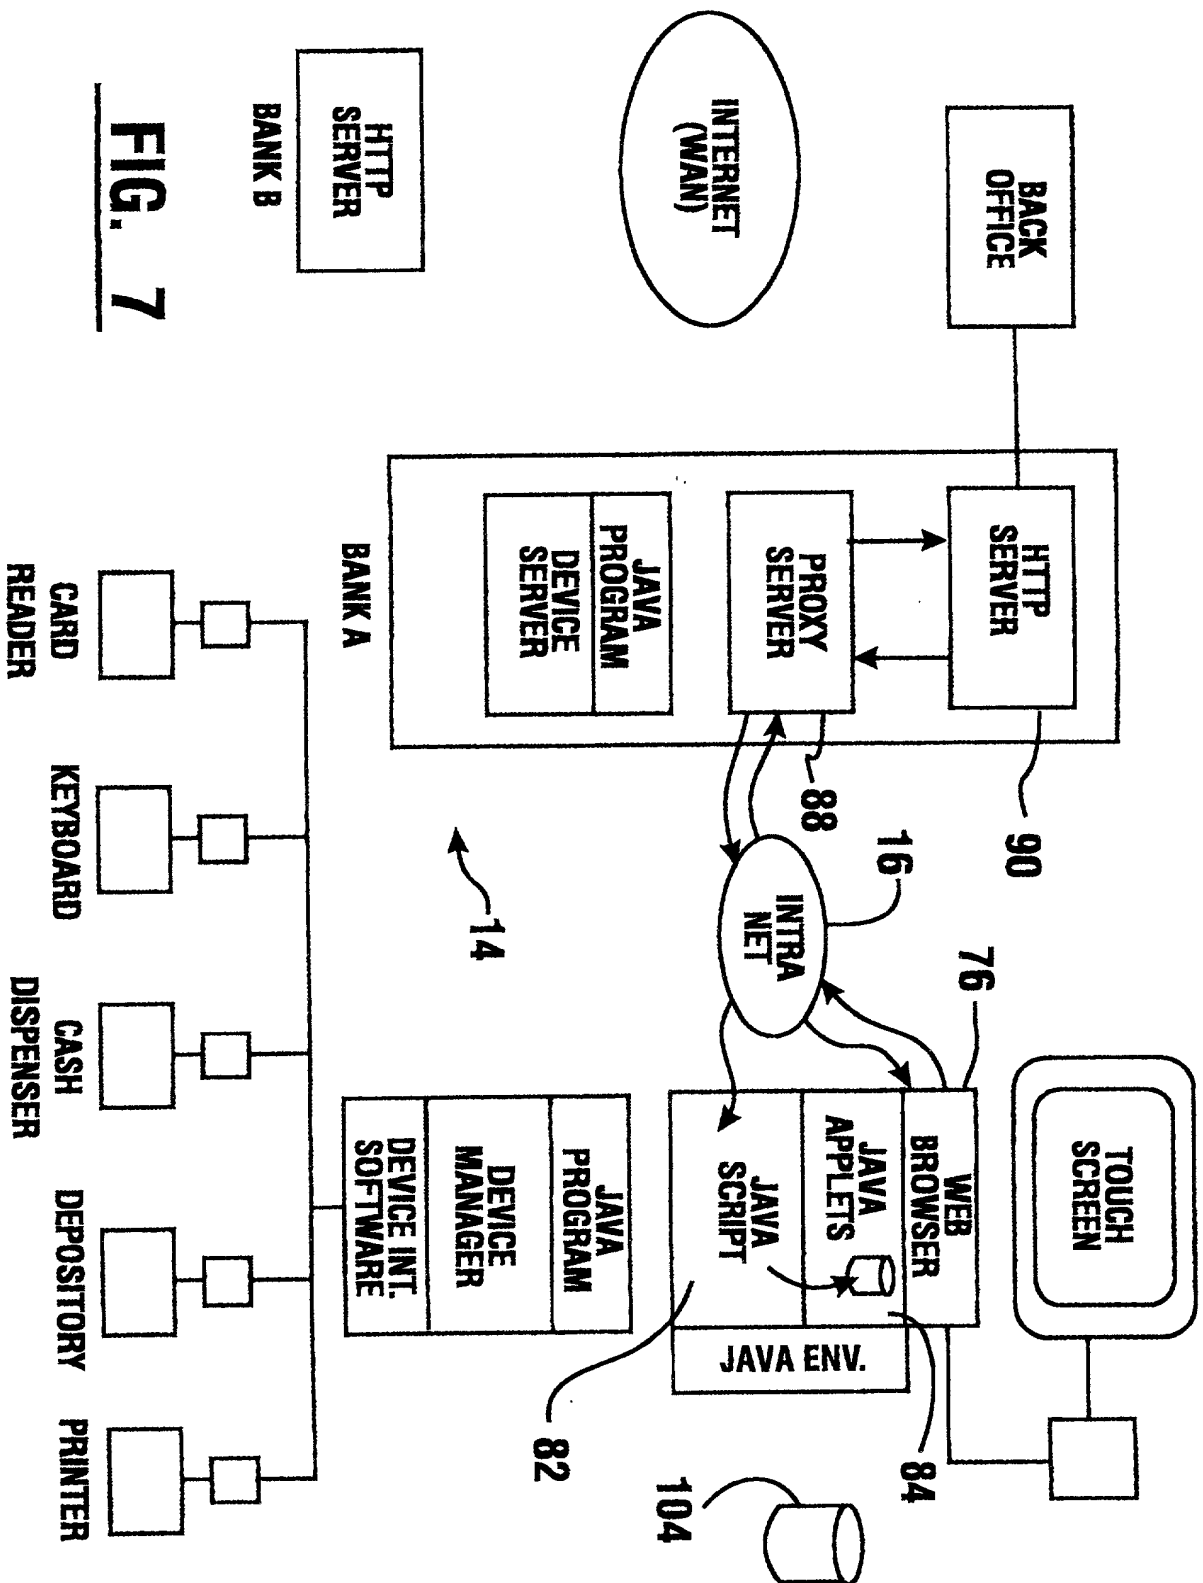 BACK
OFFICE
HTTP
SERVER
90
TOUCH
SCREEN
INTERNET
(WAN)
PROXY
SERVER
88
16
INTRA
NET
76
WEB
BROWSER
JAVA
APPLETS
JAVA
SCRIPT
JAVA ENV.
84
82
104
HTTP
SERVER
BANK B
JAVA
PROGRAM
DEVICE
SERVER
BANK A
14
JAVA
PROGRAM
DEVICE
MANAGER
DEVICE INT.
SOFTWARE
CARD
READER
KEYBOARD
CASH
DISPENSER
DEPOSITORY
PRINTER
FIG. 7